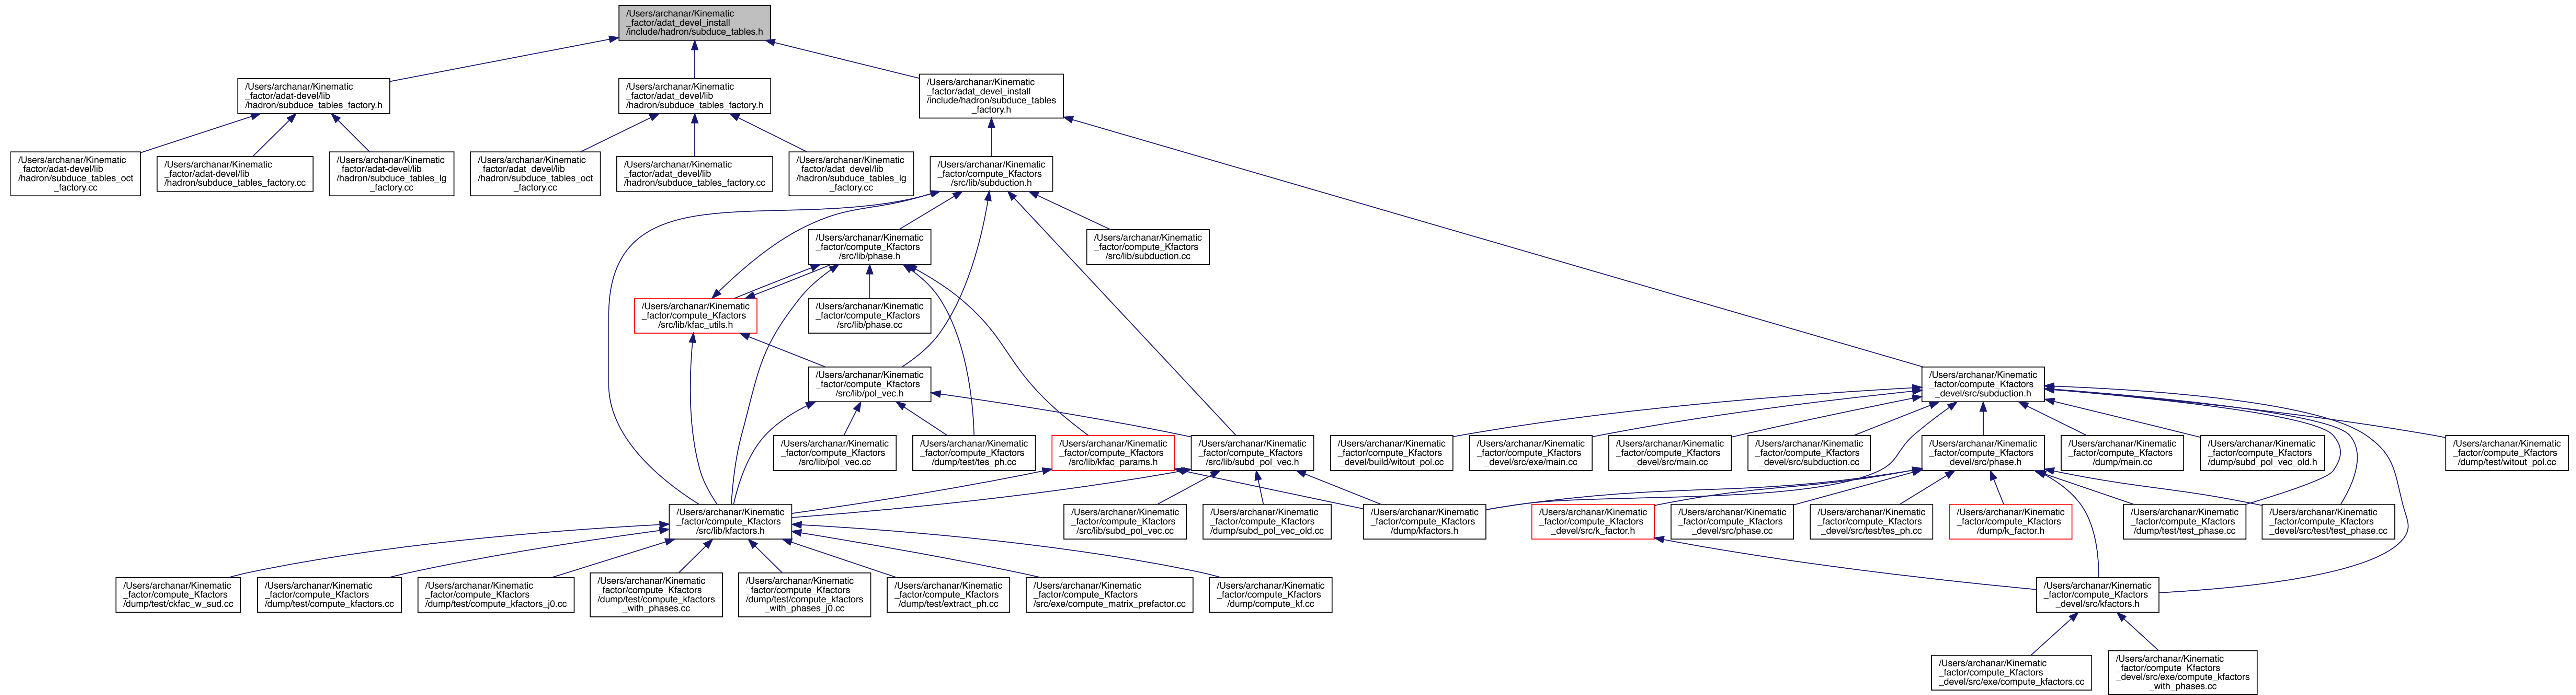 /Users/archanar/Kinematic
_factor/adat_devel_install
/include/hadron/subduce_tables.h
/Users/archanar/Kinematic
_factor/adat-devel/lib
/hadron/subduce_tables_factory.h
/Users/archanar/Kinematic
_factor/adat_devel/lib
/hadron/subduce_tables_factory.h
/Users/archanar/Kinematic
_factor/adat_devel_install
/include/hadron/subduce_tables
_factory.h
/Users/archanar/Kinematic
_factor/adat-devel/lib
/hadron/subduce_tables_oct
_factory.cc
/Users/archanar/Kinematic
_factor/adat-devel/lib
/hadron/subduce_tables_factory.cc
/Users/archanar/Kinematic
_factor/adat-devel/lib
/hadron/subduce_tables_lg
_factory.cc
/Users/archanar/Kinematic
_factor/adat_devel/lib
/hadron/subduce_tables_oct
_factory.cc
/Users/archanar/Kinematic
_factor/adat_devel/lib
/hadron/subduce_tables_factory.cc
/Users/archanar/Kinematic
_factor/adat_devel/lib
/hadron/subduce_tables_lg
_factory.cc
/Users/archanar/Kinematic
_factor/compute_Kfactors
/src/lib/subduction.h
/Users/archanar/Kinematic
_factor/compute_Kfactors
/src/lib/phase.h
/Users/archanar/Kinematic
_factor/compute_Kfactors
/src/lib/subduction.cc
/Users/archanar/Kinematic
_factor/compute_Kfactors
/src/lib/kfac_utils.h
/Users/archanar/Kinematic
_factor/compute_Kfactors
/src/lib/phase.cc
/Users/archanar/Kinematic
_factor/compute_Kfactors
/src/lib/pol_vec.h
/Users/archanar/Kinematic
_factor/compute_Kfactors
_devel/src/subduction.h
/Users/archanar/Kinematic
_factor/compute_Kfactors
/src/lib/pol_vec.cc
/Users/archanar/Kinematic
_factor/compute_Kfactors
/dump/test/tes_ph.cc
/Users/archanar/Kinematic
_factor/compute_Kfactors
/src/lib/kfac_params.h
/Users/archanar/Kinematic
_factor/compute_Kfactors
/src/lib/subd_pol_vec.h
/Users/archanar/Kinematic
_factor/compute_Kfactors
_devel/build/witout_pol.cc
/Users/archanar/Kinematic
_factor/compute_Kfactors
_devel/src/exe/main.cc
/Users/archanar/Kinematic
_factor/compute_Kfactors
_devel/src/main.cc
/Users/archanar/Kinematic
_factor/compute_Kfactors
_devel/src/subduction.cc
/Users/archanar/Kinematic
_factor/compute_Kfactors
_devel/src/phase.h
/Users/archanar/Kinematic
_factor/compute_Kfactors
/dump/main.cc
/Users/archanar/Kinematic
_factor/compute_Kfactors
/dump/subd_pol_vec_old.h
/Users/archanar/Kinematic
_factor/compute_Kfactors
/dump/test/witout_pol.cc
/Users/archanar/Kinematic
_factor/compute_Kfactors
/src/lib/kfactors.h
/Users/archanar/Kinematic
_factor/compute_Kfactors
/src/lib/subd_pol_vec.cc
/Users/archanar/Kinematic
_factor/compute_Kfactors
/dump/subd_pol_vec_old.cc
/Users/archanar/Kinematic
_factor/compute_Kfactors
/dump/kfactors.h
/Users/archanar/Kinematic
_factor/compute_Kfactors
_devel/src/k_factor.h
/Users/archanar/Kinematic
_factor/compute_Kfactors
_devel/src/phase.cc
/Users/archanar/Kinematic
_factor/compute_Kfactors
_devel/src/test/tes_ph.cc
/Users/archanar/Kinematic
_factor/compute_Kfactors
/dump/k_factor.h
/Users/archanar/Kinematic
_factor/compute_Kfactors
/dump/test/test_phase.cc
/Users/archanar/Kinematic
_factor/compute_Kfactors
_devel/src/test/test_phase.cc
/Users/archanar/Kinematic
_factor/compute_Kfactors
/dump/test/ckfac_w_sud.cc
/Users/archanar/Kinematic
_factor/compute_Kfactors
/dump/test/compute_kfactors.cc
/Users/archanar/Kinematic
_factor/compute_Kfactors
/dump/test/compute_kfactors_j0.cc
/Users/archanar/Kinematic
_factor/compute_Kfactors
/dump/test/compute_kfactors
_with_phases.cc
/Users/archanar/Kinematic
_factor/compute_Kfactors
/dump/test/compute_kfactors
_with_phases_j0.cc
/Users/archanar/Kinematic
_factor/compute_Kfactors
/dump/test/extract_ph.cc
/Users/archanar/Kinematic
_factor/compute_Kfactors
/src/exe/compute_matrix_prefactor.cc
/Users/archanar/Kinematic
_factor/compute_Kfactors
/dump/compute_kf.cc
/Users/archanar/Kinematic
_factor/compute_Kfactors
_devel/src/kfactors.h
/Users/archanar/Kinematic
_factor/compute_Kfactors
_devel/src/exe/compute_kfactors.cc
/Users/archanar/Kinematic
_factor/compute_Kfactors
_devel/src/exe/compute_kfactors
_with_phases.cc